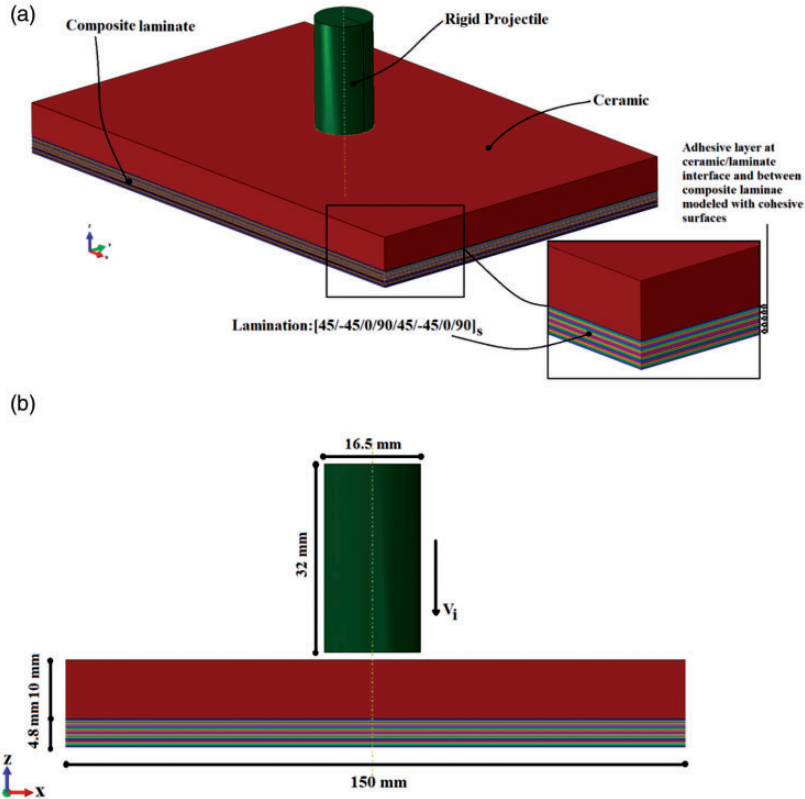 (a)
Composite laminate
Rigid Projectile
Ceramic
Adhesive layer at
ceramic/laminate
interface and between
composite laminae
modeled with cohesive
surfaces
Lamination:[45/-45/0/90/45/-45/0/90]s
(b)
16.5 mm
32 mm
Vi
10 mm
4.8 mm
Z
X
150 mm